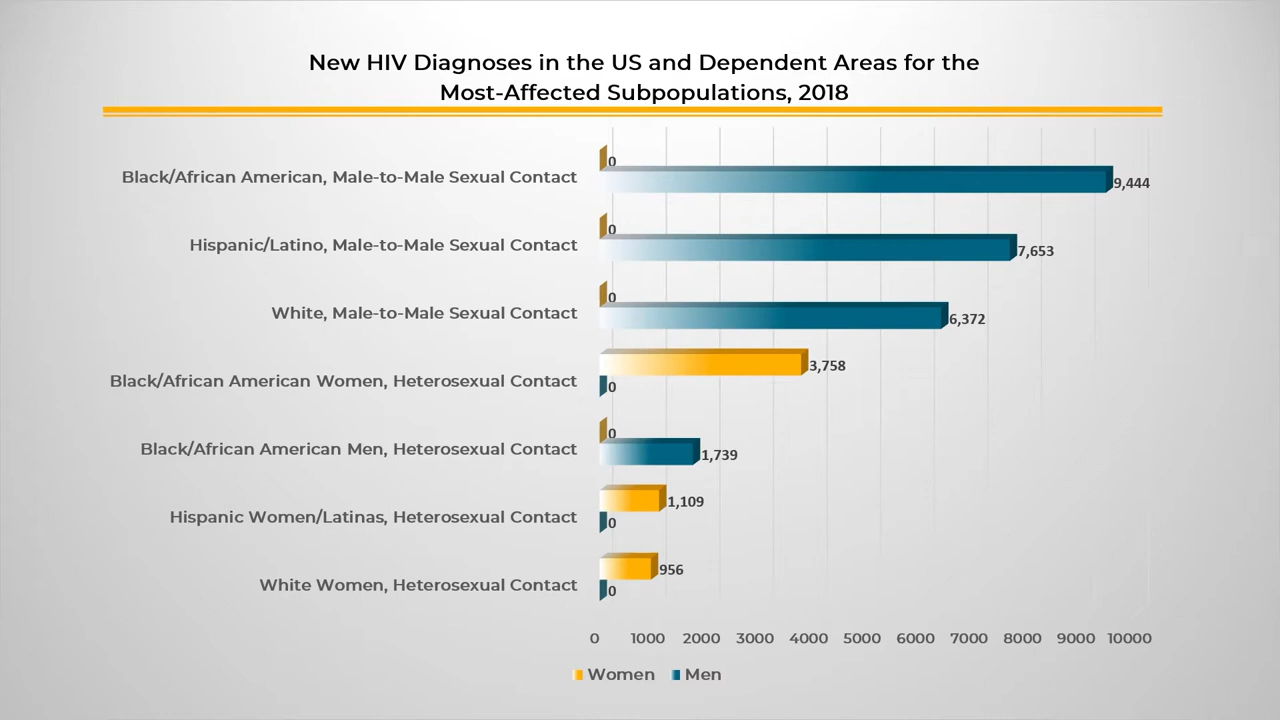 New HIV Diagnoses in the US and Dependent Areas for the
Most-Affected Subpopulations, 2018
0
Black/African American, Male-to-Male Sexual Contact
9,444
0
Hispanic/Latino, Male-to-Male Sexual Contact
7,653
0
White, Male-to-Male Sexual Contact
6,372
3,758
Black/African American Women, Heterosexual Contact
0
0
Black/African American Men, Heterosexual Contact
1,739
1,109
Hispanic Women/Latinas, Heterosexual Contact
0
956
White Women, Heterosexual Contact
0
0 1000 2000 3000 4000 5000 6000 7000 8000 9000 10000
Women Men